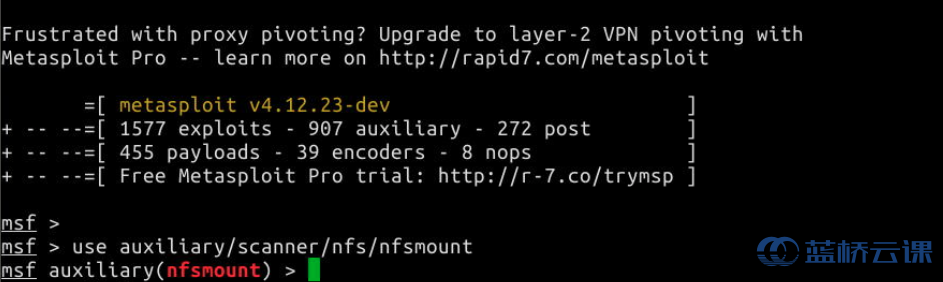 Frustrated with proxy pivoting? Upgrade to layer-2 VPN pivoting with
Metasploit Pro -- learn more on http://rapid7.com/metasploit
=[ metasploit v4.12.23-dev ]
+ -- --=[ 1577 exploits - 907 auxiliary - 272 post ]
+ -- --=[ 455 payloads - 39 encoders - 8 nops ]
+ -- --=[ Free Metasploit Pro trial: http://r-7.co/trymsp ]
msf >
msf > use auxiliary/scanner/nfs/nfsmount
msf auxiliary(nfsmount) >
蓝桥云课